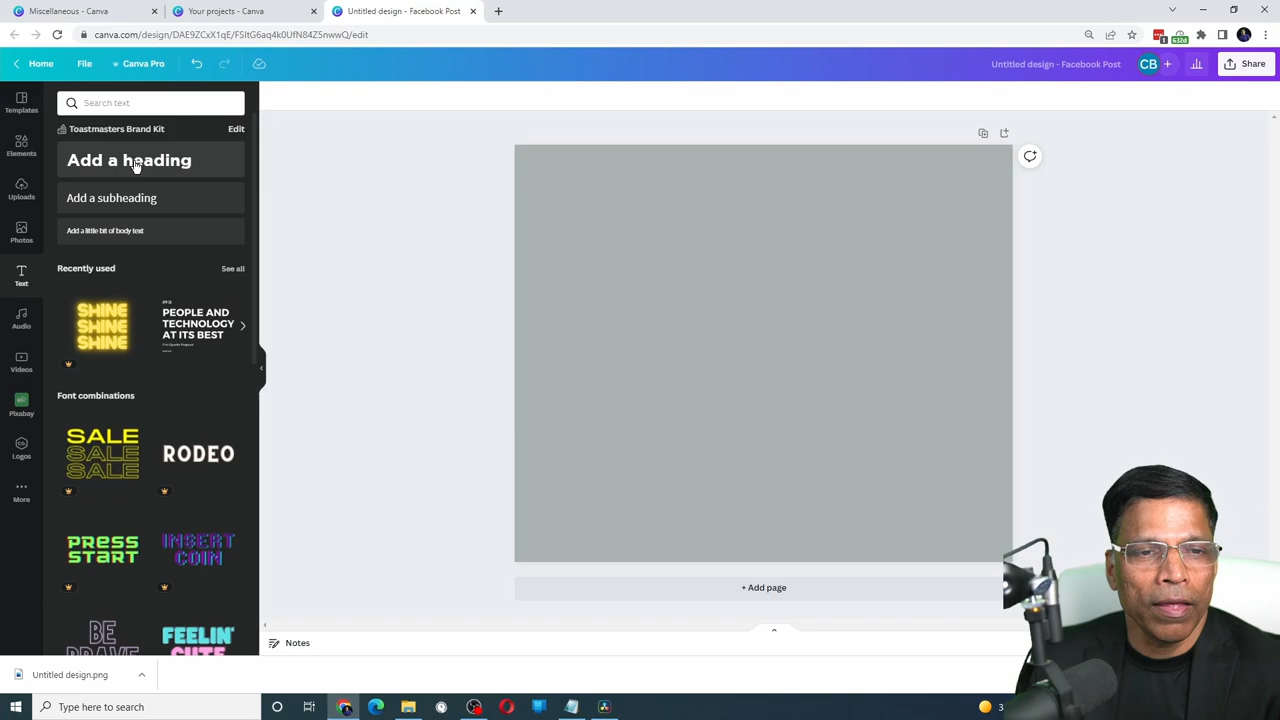 Miscellaneous - Canva
Your projects - Canva
Untitled design - Facebook Post
canva.com/design/DAE9ZCxX1qE/FSItG6aq4k0UfN84Z5nwwQ/edit
Home
File
Canva Pro
Untitled design - Facebook Post
CB
Share
Templates
Elements
Uploads
Photos
Text
Audio
Videos
Pixabay
Logos
More
Search text
Toastmasters Brand Kit
Edit
Add a heading
Add a subheading
Add a little bit of body text
Recently used
See all
SHINE
SHINE
SHINE
PEOPLE AND
TECHNOLOGY
AT ITS BEST
Font combinations
SALE
SALE
SALE
RODEO
PRESS
START
INSERT
COIN
BE
BRAVE
FEELIN'
CUTE
+ Add page
Notes
Untitled design.png
Type here to search